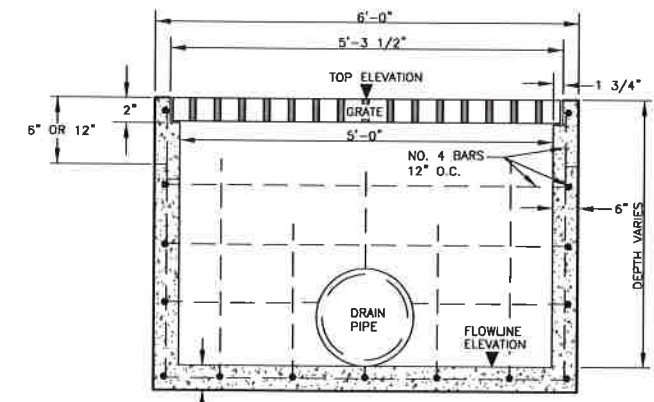 6'-0"
5'-3 1/2"
TOP ELEVATION
1 3/4"
2"
GRATE
6" OR 12"
5'-0"
NO. 4 BARS
12" O.C.
6"
DEPTH VARIES
DRAIN
PIPE
FLOWLINE
ELEVATION